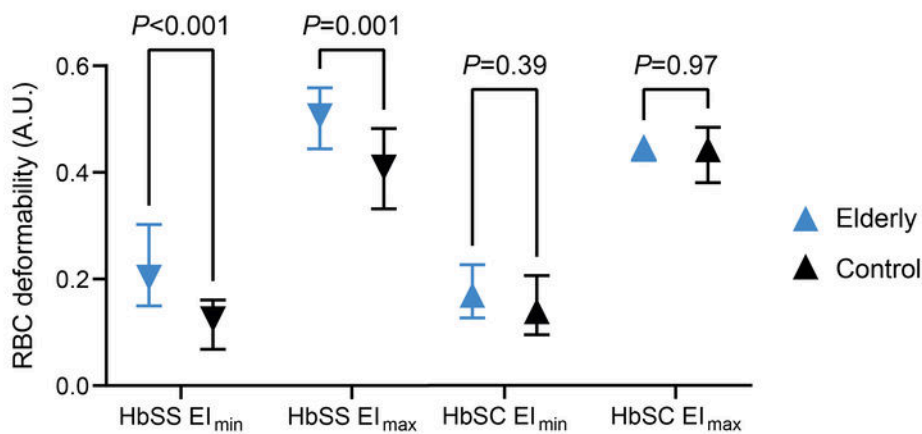 P<0.001
P=0.001
P=0.39
P=0.97
RBC deformability (A.U.)
0.6
0.4
0.2
0.0
HbSS EImin
HbSS EImax
HbSC EImin
HbSC EImax
Elderly
Control